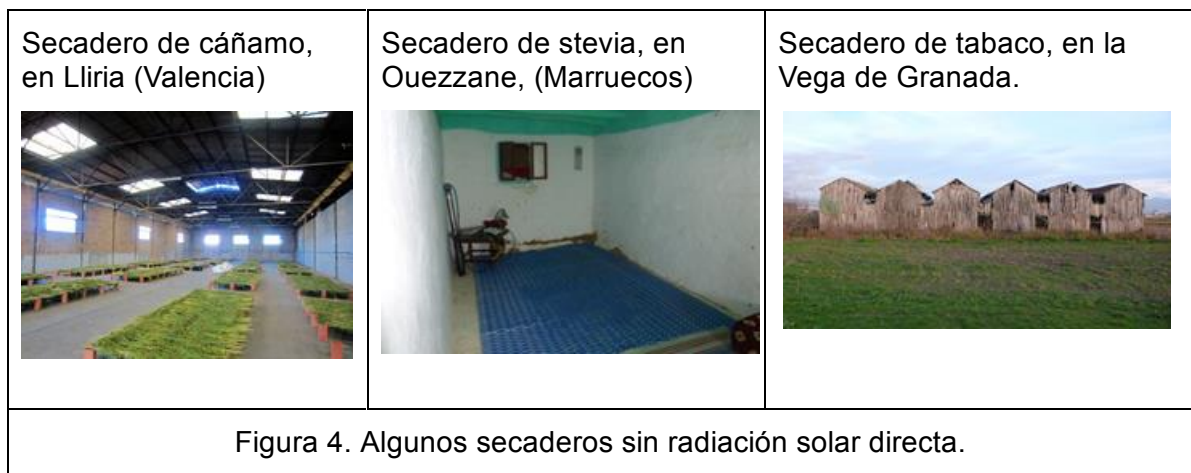 Secadero de cáñamo,
en Lliria (Valencia)
Secadero de stevia, en
Ouezzane, (Marruecos)
Secadero de tabaco, en la
Vega de Granada.
Figura 4. Algunos secaderos sin radiación solar directa.